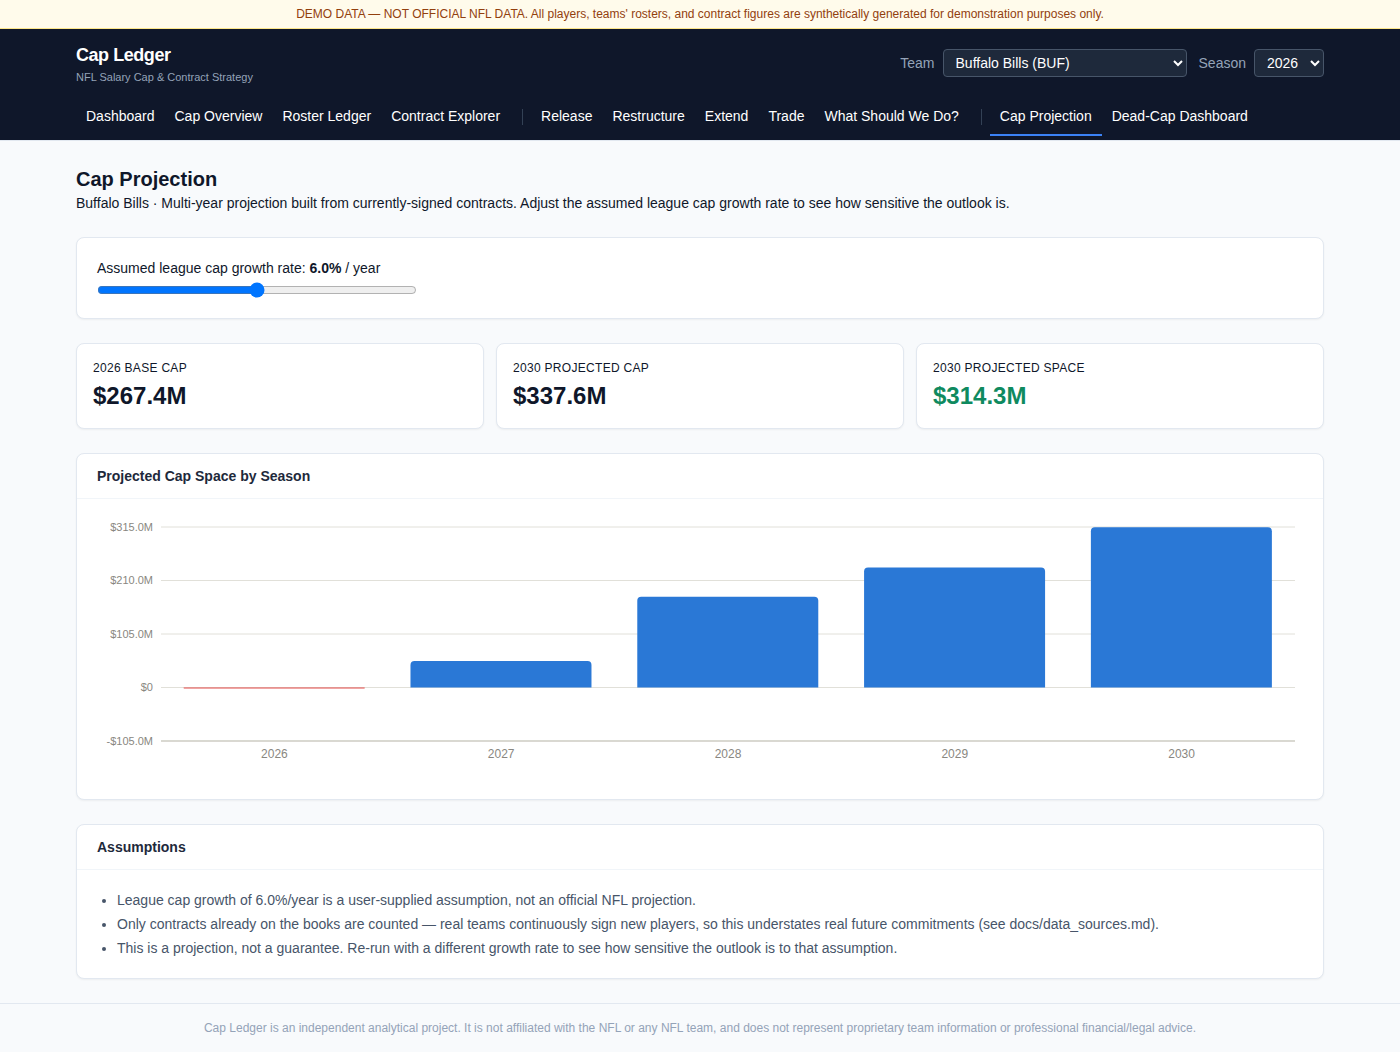 DEMO DATA — NOT OFFICIAL NFL DATA. All players, teams' rosters, and contract figures are synthetically generated for demonstration purposes only.
Cap Ledger
NFL Salary Cap & Contract Strategy
Team Buffalo Bills (BUF) Season 2026
Dashboard Cap Overview Roster Ledger Contract Explorer Release Restructure Extend Trade What Should We Do? Cap Projection Dead-Cap Dashboard
Cap Projection
Buffalo Bills · Multi-year projection built from currently-signed contracts. Adjust the assumed league cap growth rate to see how sensitive the outlook is.
Assumed league cap growth rate: 6.0% / year
2026 BASE CAP
$267.4M
2030 PROJECTED CAP
$337.6M
2030 PROJECTED SPACE
$314.3M
Projected Cap Space by Season
$315.0M
$210.0M
$105.0M
$0
-$105.0M
2026 2027 2028 2029 2030
Assumptions
• League cap growth of 6.0%/year is a user-supplied assumption, not an official NFL projection.
• Only contracts already on the books are counted — real teams continuously sign new players, so this understates real future commitments (see docs/data_sources.md).
• This is a projection, not a guarantee. Re-run with a different growth rate to see how sensitive the outlook is to that assumption.
Cap Ledger is an independent analytical project. It is not affiliated with the NFL or any NFL team, and does not represent proprietary team information or professional financial/legal advice.